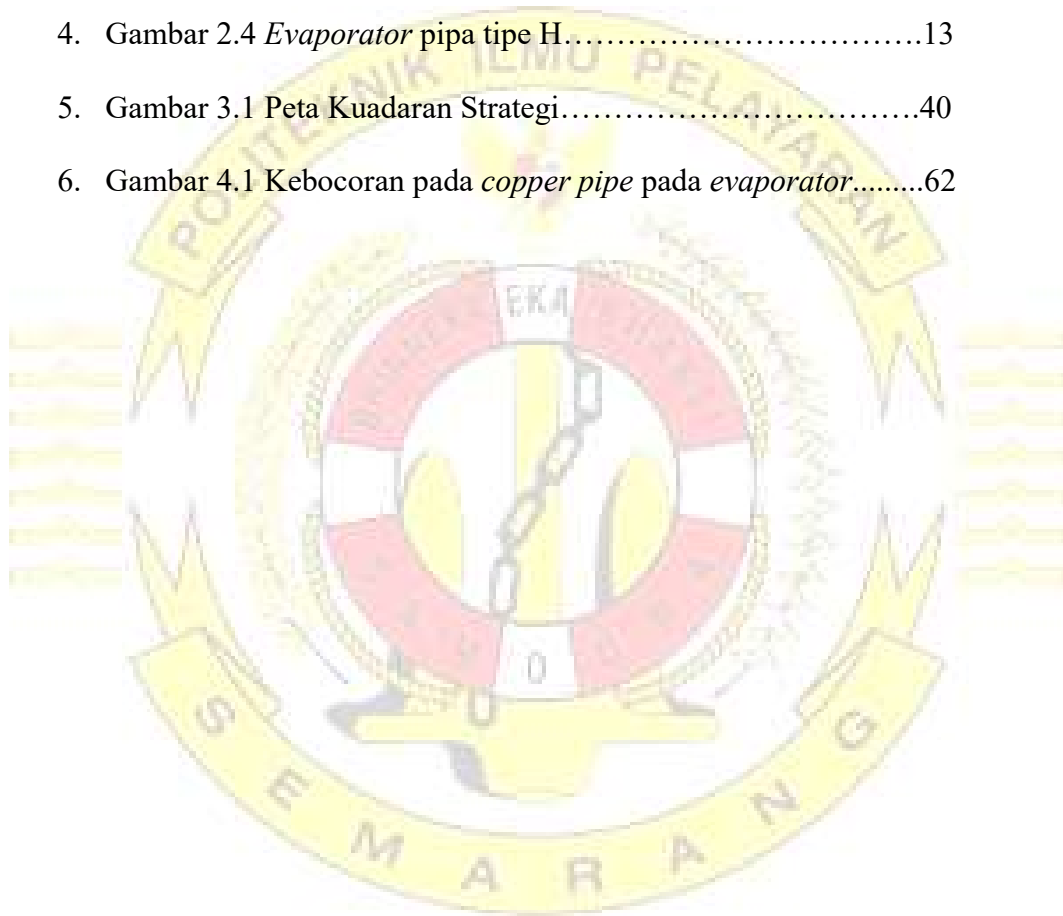 4. Gambar 2.4 Evaporator pipa tipe H……………………………….13
POLITEKNIK ILMU PELAYARAN
5. Gambar 3.1 Peta Kuadaran Strategi…………………………….40
6. Gambar 4.1 Kebocoran pada copper pipe pada evaporator.........62
EKA
SEMARANG